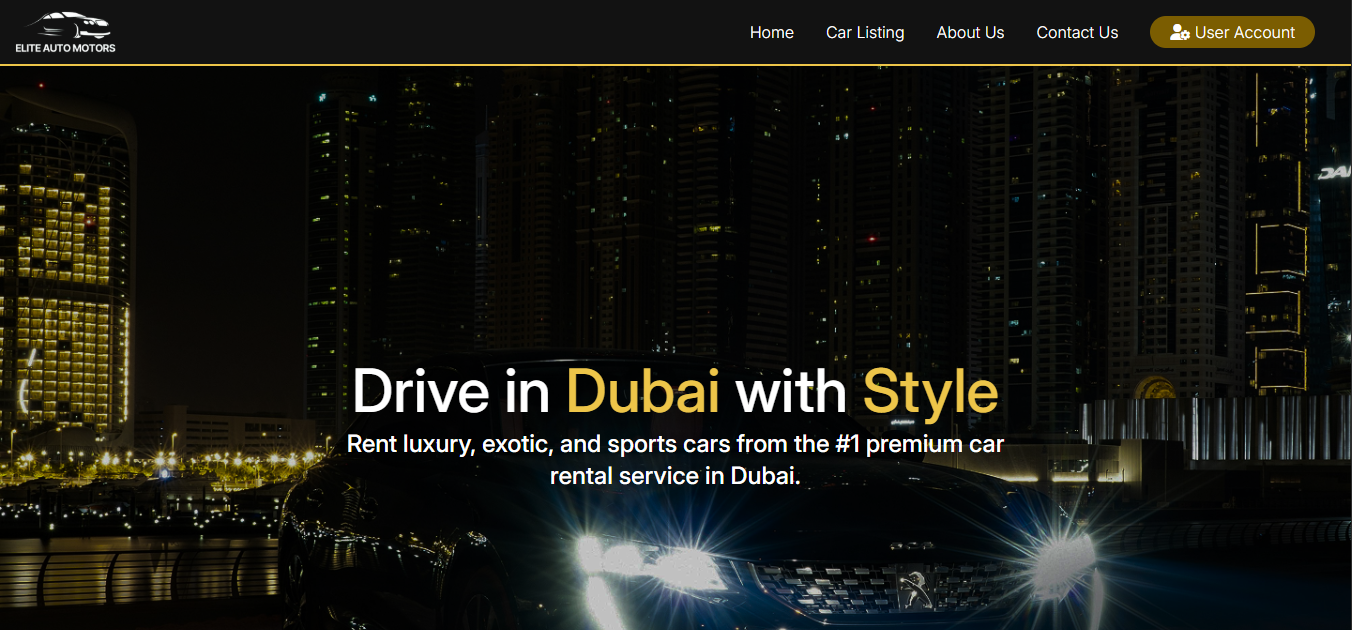 ELITE AUTO MOTORS
Home
Car Listing
About Us
Contact Us
User Account
Drive in Dubai with Style
Rent luxury, exotic, and sports cars from the #1 premium car
rental service in Dubai.